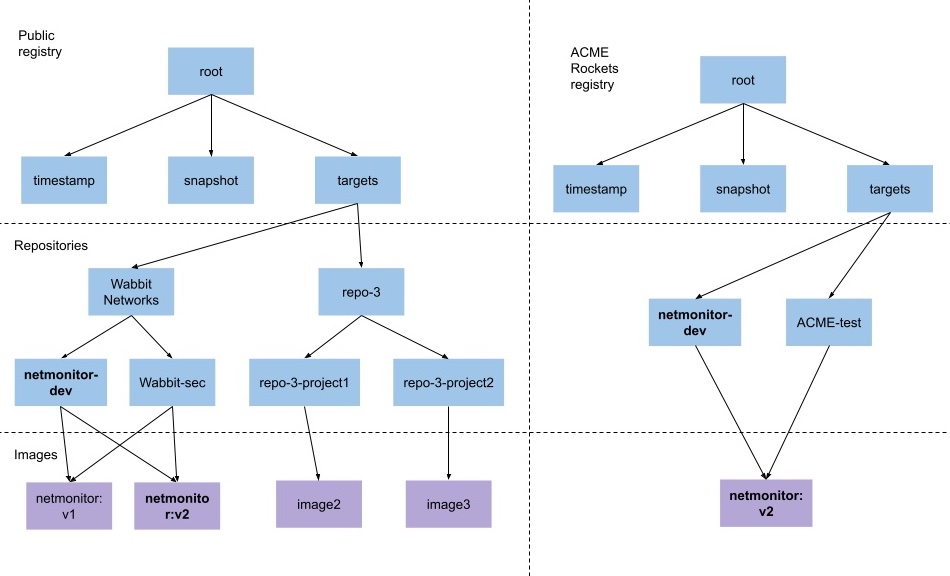 Public
registry
root
timestamp
snapshot
targets
ACME
Rockets
registry
root
timestamp
snapshot
targets
Repositories
Wabbit
Networks
repo-3
netmonitor-
dev
Wabbit-sec
repo-3-project1
repo-3-project2
netmonitor-
dev
ACME-test
Images
netmonitor:
v1
netmonito
r:v2
image2
image3
netmonitor:
v2